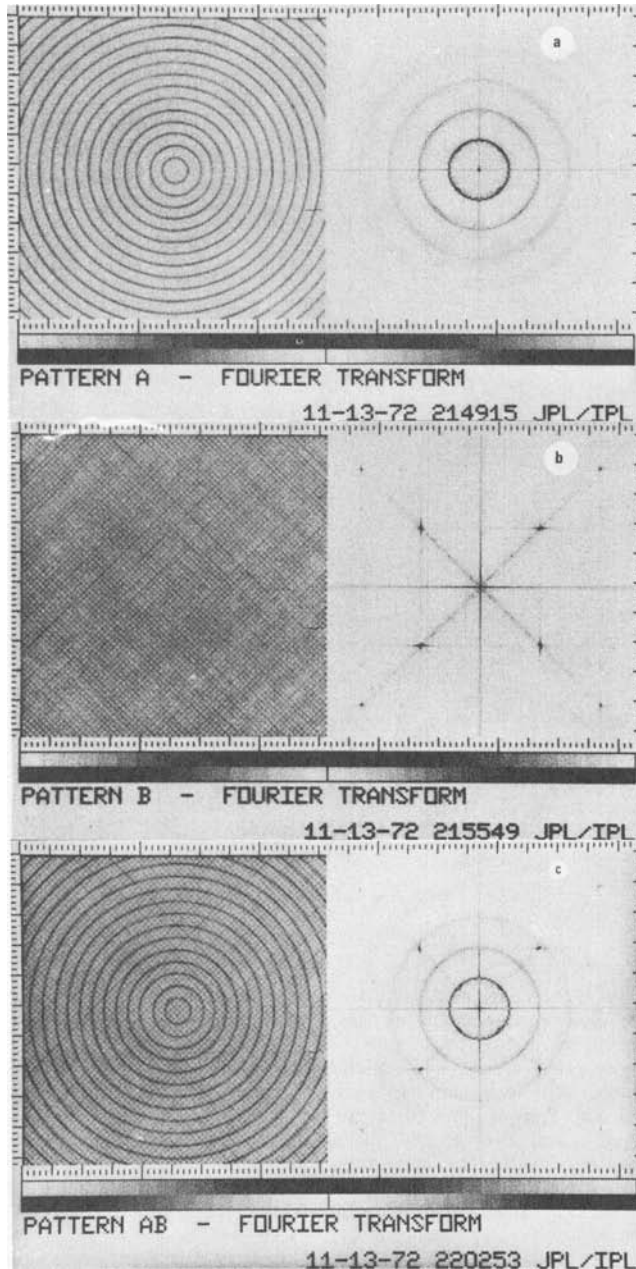 a
PATTERN A - FOURIER TRANSFORM
11-13-72 214915 JPL/IPL
b
PATTERN B - FOURIER TRANSFORM
11-13-72 215549 JPL/IPL
c
PATTERN AB - FOURIER TRANSFORM
11-13-72 220253 JPL/IPL